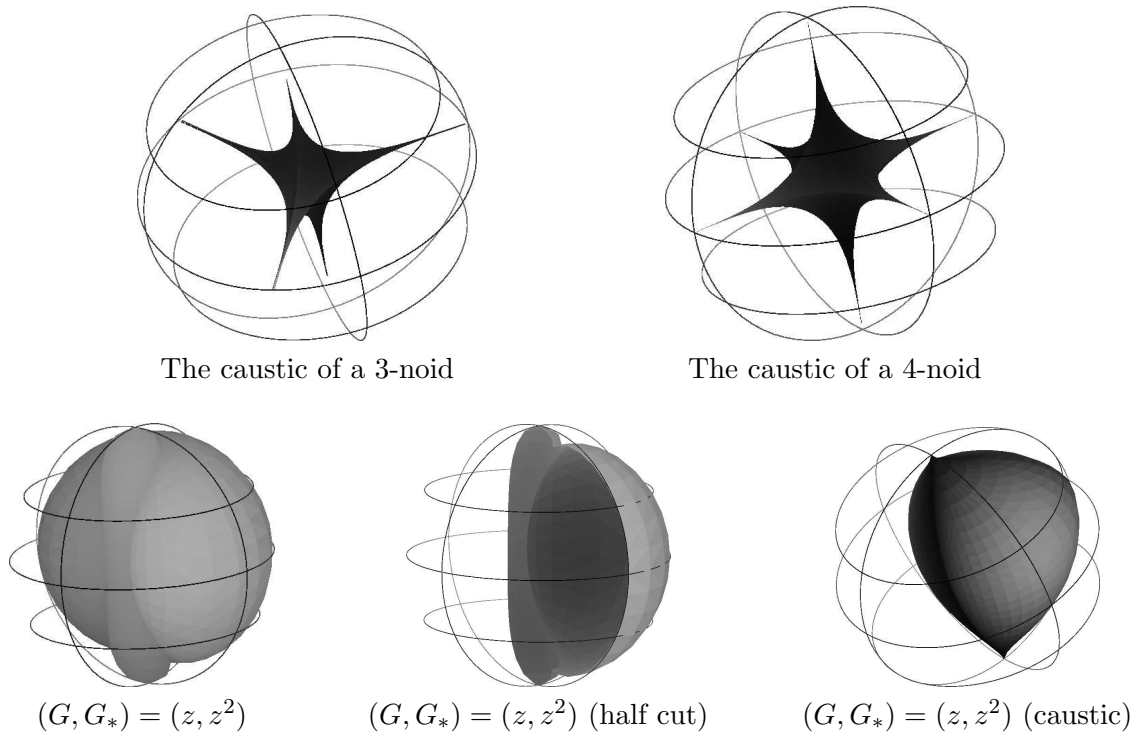 The caustic of a 3-noid
The caustic of a 4-noid
(G, G_*) = (z, z^2)
(G, G_*) = (z, z^2) (half cut)
(G, G_*) = (z, z^2) (caustic)